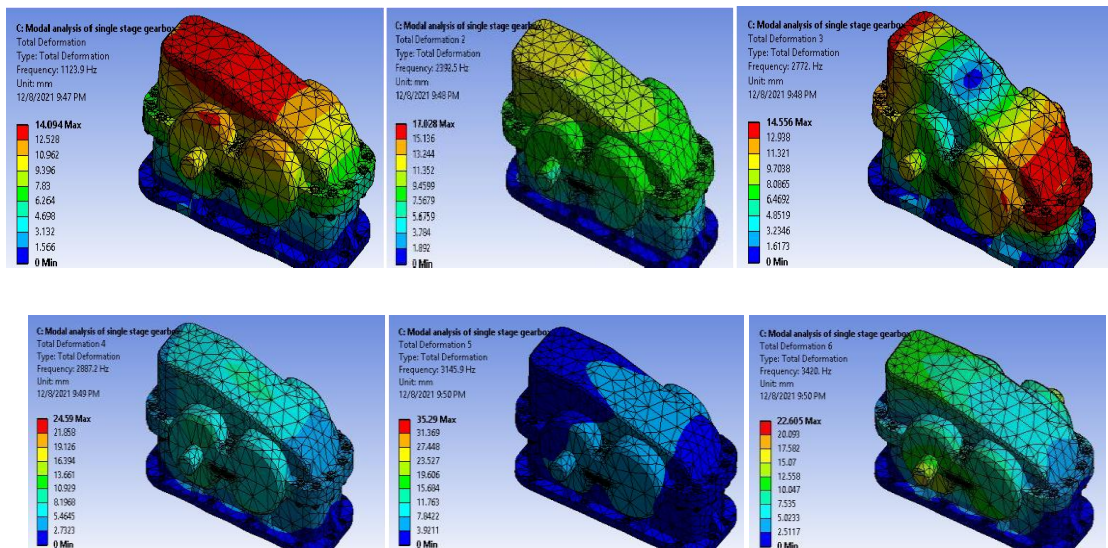 C: Modal analysis of single stage gearbox
Total Deformation
Type: Total Deformation
Frequency: 1123.9 Hz
Unit: mm
12/8/2021 9:47 PM
14.094 Max
12.528
10.962
9.396
7.83
6.264
4.698
3.132
1.566
0 Min
C: Modal analysis of single stage gearbox
Total Deformation 2
Type: Total Deformation
Frequency: 2392.5 Hz
Unit: mm
12/8/2021 9:48 PM
17.028 Max
15.136
13.244
11.352
9.4599
7.5679
5.6759
3.784
1.892
0 Min
C: Modal analysis of single stage gearbox
Total Deformation 3
Type: Total Deformation
Frequency: 2772. Hz
Unit: mm
12/8/2021 9:48 PM
14.556 Max
12.938
11.321
9.7038
8.0865
6.4692
4.8519
3.2346
1.6173
0 Min
C: Modal analysis of single stage gearbox
Total Deformation 4
Type: Total Deformation
Frequency: 2887.2 Hz
Unit: mm
12/8/2021 9:49 PM
24.59 Max
21.858
19.126
16.394
13.661
10.929
8.1968
5.4645
2.7323
0 Min
C: Modal analysis of single stage gearbox
Total Deformation 5
Type: Total Deformation
Frequency: 3145.9 Hz
Unit: mm
12/8/2021 9:50 PM
35.29 Max
31.369
27.448
23.527
19.606
15.684
11.763
7.8422
3.9211
0 Min
C: Modal analysis of single stage gearbox
Total Deformation 6
Type: Total Deformation
Frequency: 3420. Hz
Unit: mm
12/8/2021 9:50 PM
22.605 Max
20.093
17.582
15.07
12.558
10.047
7.535
5.0233
2.5117
0 Min